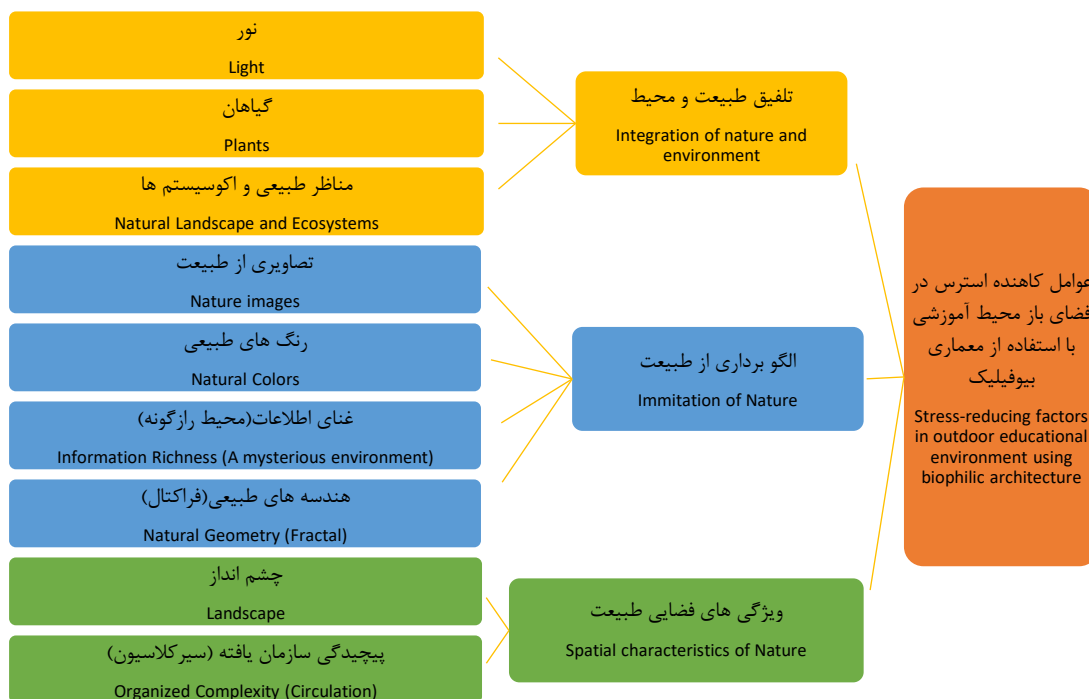 نور
Light
گیاهان
Plants
مناظر طبیعی و اکوسیستم ها
Natural Landscape and Ecosystems
تصاویری از طبیعت
Nature images
رنگ های طبیعی
Natural Colors
غنای اطلاعات(محیط رازگونه)
Information Richness (A mysterious environment)
هندسه های طبیعی(فراکتال)
Natural Geometry (Fractal)
چشم انداز
Landscape
پیچیدگی سازمان یافته (سیرکلاسیون)
Organized Complexity (Circulation)
تلفیق طبیعت و محیط
Integration of nature and
environment
الگو برداری از طبیعت
Immitation of Nature
ویژگی های فضایی طبیعت
Spatial characteristics of Nature
عوامل کاهنده استرس در
فضای باز محیط آموزشی
با استفاده از معماری
بیوفیلیک
Stress-reducing factors
in outdoor educational
environment using
biophilic architecture